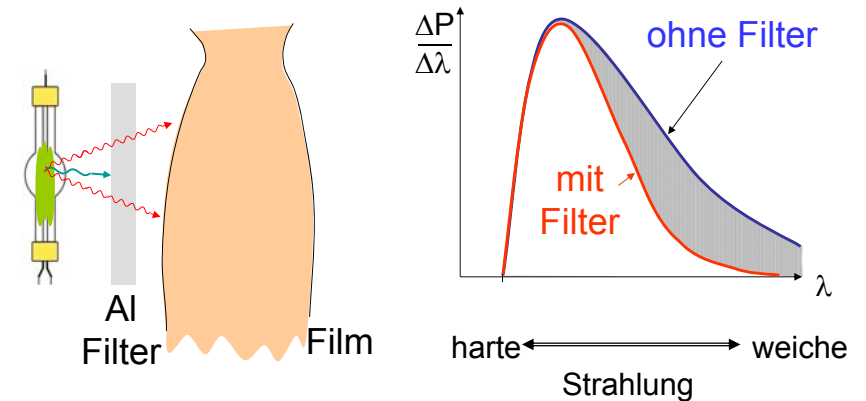 Al
Filter
Film
ΔP
Δλ
ohne Filter
mit
Filter
λ
harte
weiche
Strahlung